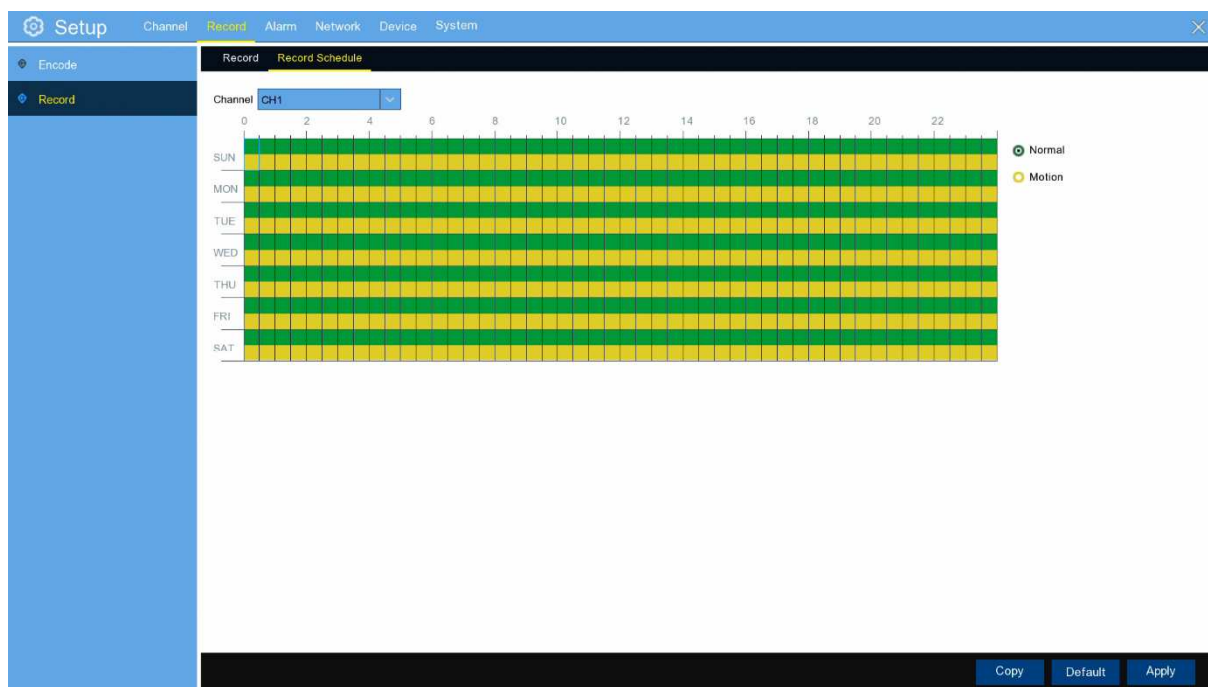 Setup Channel Record Alarm Network Device System
Encode
Record
Record Record Schedule
Channel CH1
0 2 4 6 8 10 12 14 16 18 20 22
SUN
MON
TUE
WED
THU
FRI
SAT
Normal
Motion
Copy Default Apply